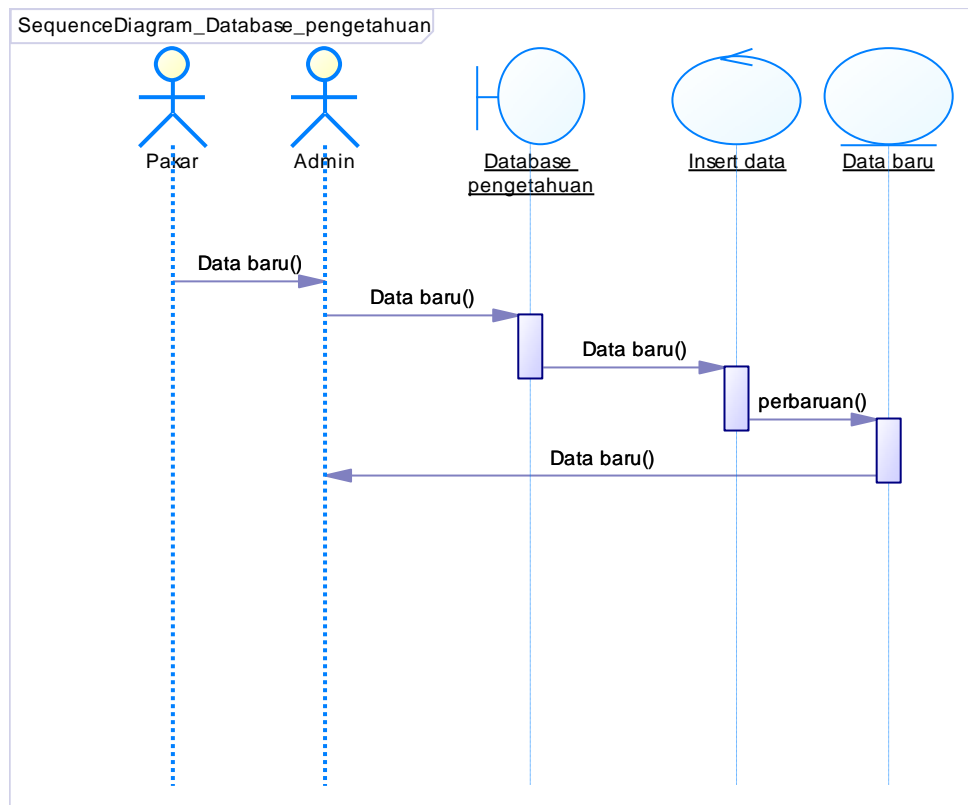 SequenceDiagram_Database_pengetahuan
Pakar
Admin
Database
pengetahuan
Insert data
Data baru
Data baru()
Data baru()
Data baru()
perbaruan()
Data baru()